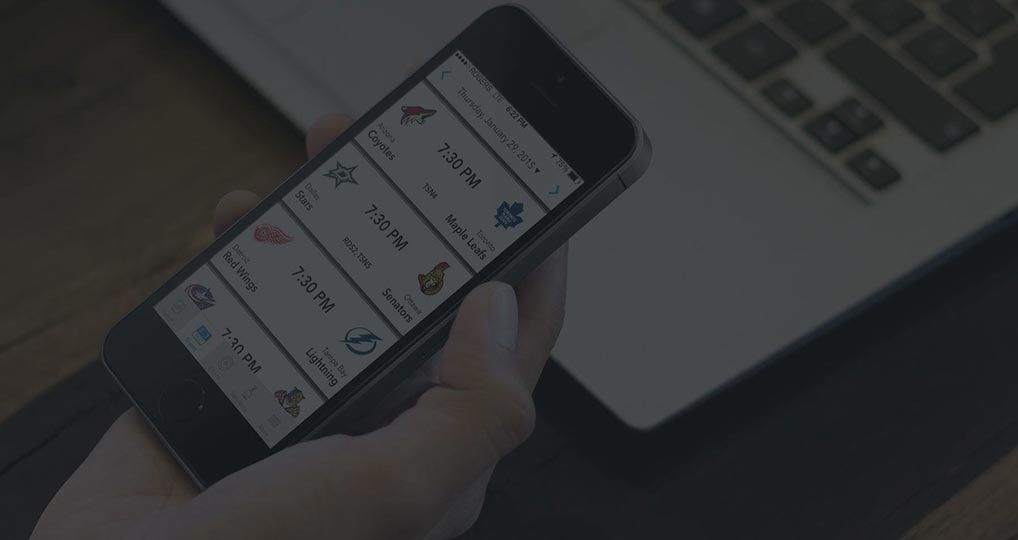 ROGERS LTE 6:22 PM 75%
Thursday, January 29, 2015 ▾
Arizona
Coyotes
7:30 PM
TSN4
Toronto
Maple Leafs
Dallas
Stars
7:30 PM
RDS2, TSN5
Ottawa
Senators
Detroit
Red Wings
7:30 PM
Tampa Bay
Lightning
7:30 PM